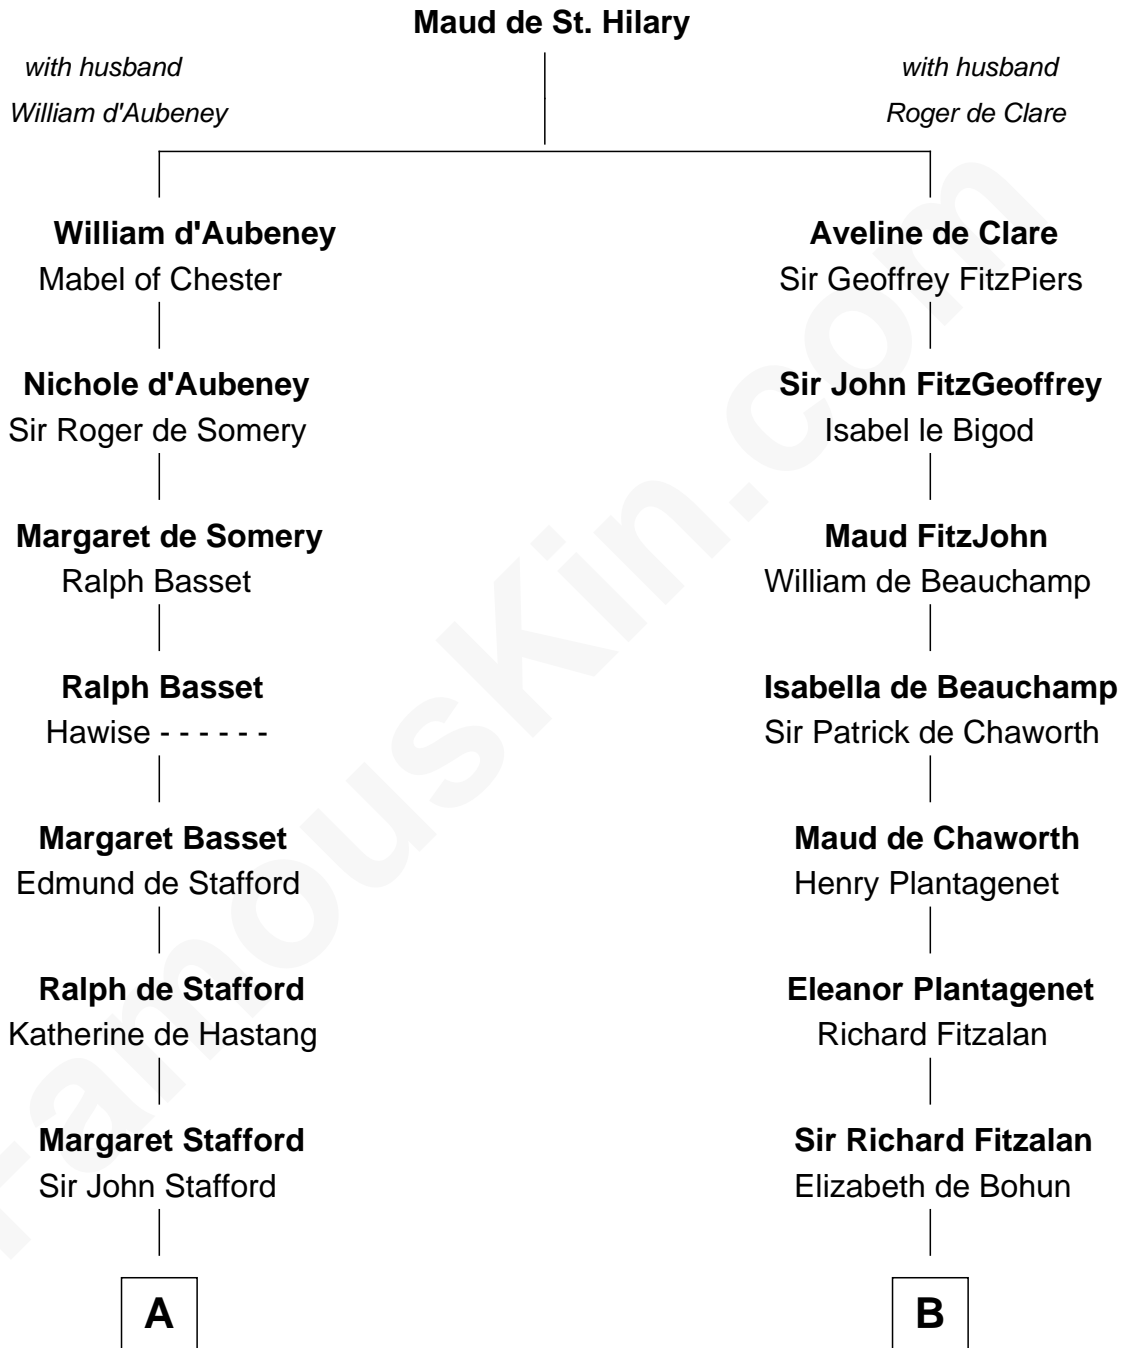 Maud de St. Hilary
with husband
William d'Aubeney
with husband
Roger de Clare
William d'Aubeney
Mabel of Chester
Aveline de Clare
Sir Geoffrey FitzPiers
Nichole d'Aubeney
Sir Roger de Somery
Sir John FitzGeoffrey
Isabel le Bigod
Margaret de Somery
Ralph Basset
Maud FitzJohn
William de Beauchamp
Ralph Basset
Hawise - - - - - -
Isabella de Beauchamp
Sir Patrick de Chaworth
Margaret Basset
Edmund de Stafford
Maud de Chaworth
Henry Plantagenet
Ralph de Stafford
Katherine de Hastang
Eleanor Plantagenet
Richard Fitzalan
Margaret Stafford
Sir John Stafford
Sir Richard Fitzalan
Elizabeth de Bohun
A
B
FamousKin.com